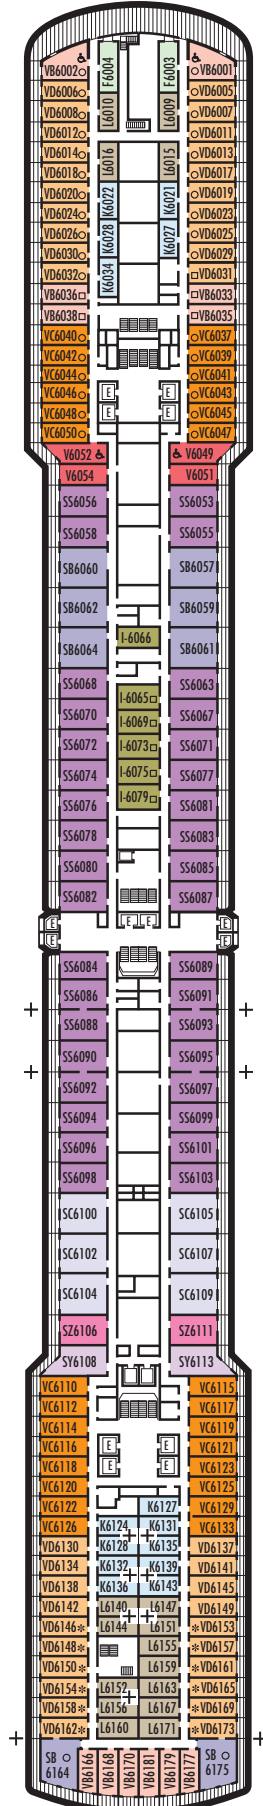 F6004 F6003
VB6002 VB6001
VD6006 L6010 L6009 VD6005
VD6008 VD6007
VD6012 VD6011
VD6014 L6016 L6015 VD6013
VD6018 VD6017
VD6020 K6022 K6021 VD6019
VD6024 VD6023
VD6026 K6028 K6027 VD6025
VD6030 VD6029
VD6032 K6034 VD6031
VB6036 VB6033
VB6038 VB6035
VC6040 VC6037
VC6042 VC6039
VC6044 VC6041
VC6046 E E VC6043
VC6048 E E VC6045
VC6050 VC6047
V6052 V6049
V6054 V6051
SS6056 SS6053
SS6058 SS6055
SB6060 SB6057
SB6062 SB6059
SB6064 I-6066 SB6061
SS6068 I-6065 SS6063
SS6070 I-6069 SS6067
SS6072 I-6073 SS6071
SS6074 I-6075 SS6077
SS6076 I-6079 SS6081
SS6078 SS6083
SS6080 SS6085
SS6082 SS6087
E E E E
E E
SS6084 SS6089
SS6086 SS6091
SS6088 SS6093
SS6090 SS6095
SS6092 SS6097
SS6094 SS6099
SS6096 SS6101
SS6098 SS6103
SC6100 SC6105
SC6102 SC6107
SC6104 SC6109
SZ6106 SZ6111
SY6108 SY6113
VC6110 VC6115
VC6112 VC6117
VC6114 VC6119
VC6116 E E VC6121
VC6118 E E VC6123
VC6120 VC6125
VC6122 K6127 VC6129
VC6126 K6124 K6131 VC6133
VD6130 K6128 K6135 VD6137
VD6134 K6132 K6139 VD6141
VD6138 K6136 K6143 VD6145
VD6142 L6140 L6147 VD6149
VD6146 L6144 L6151 VD6153
VD6148 L6155 VD6157
VD6150 L6159 VD6161
VD6154 L6152 L6163 VD6165
VD6158 L6156 L6167 VD6169
VD6162 L6160 L6171 VD6173
SB 6164 VB6166 VB6168 VB6170 VB6181 VB6179 VB6177 SB 6175